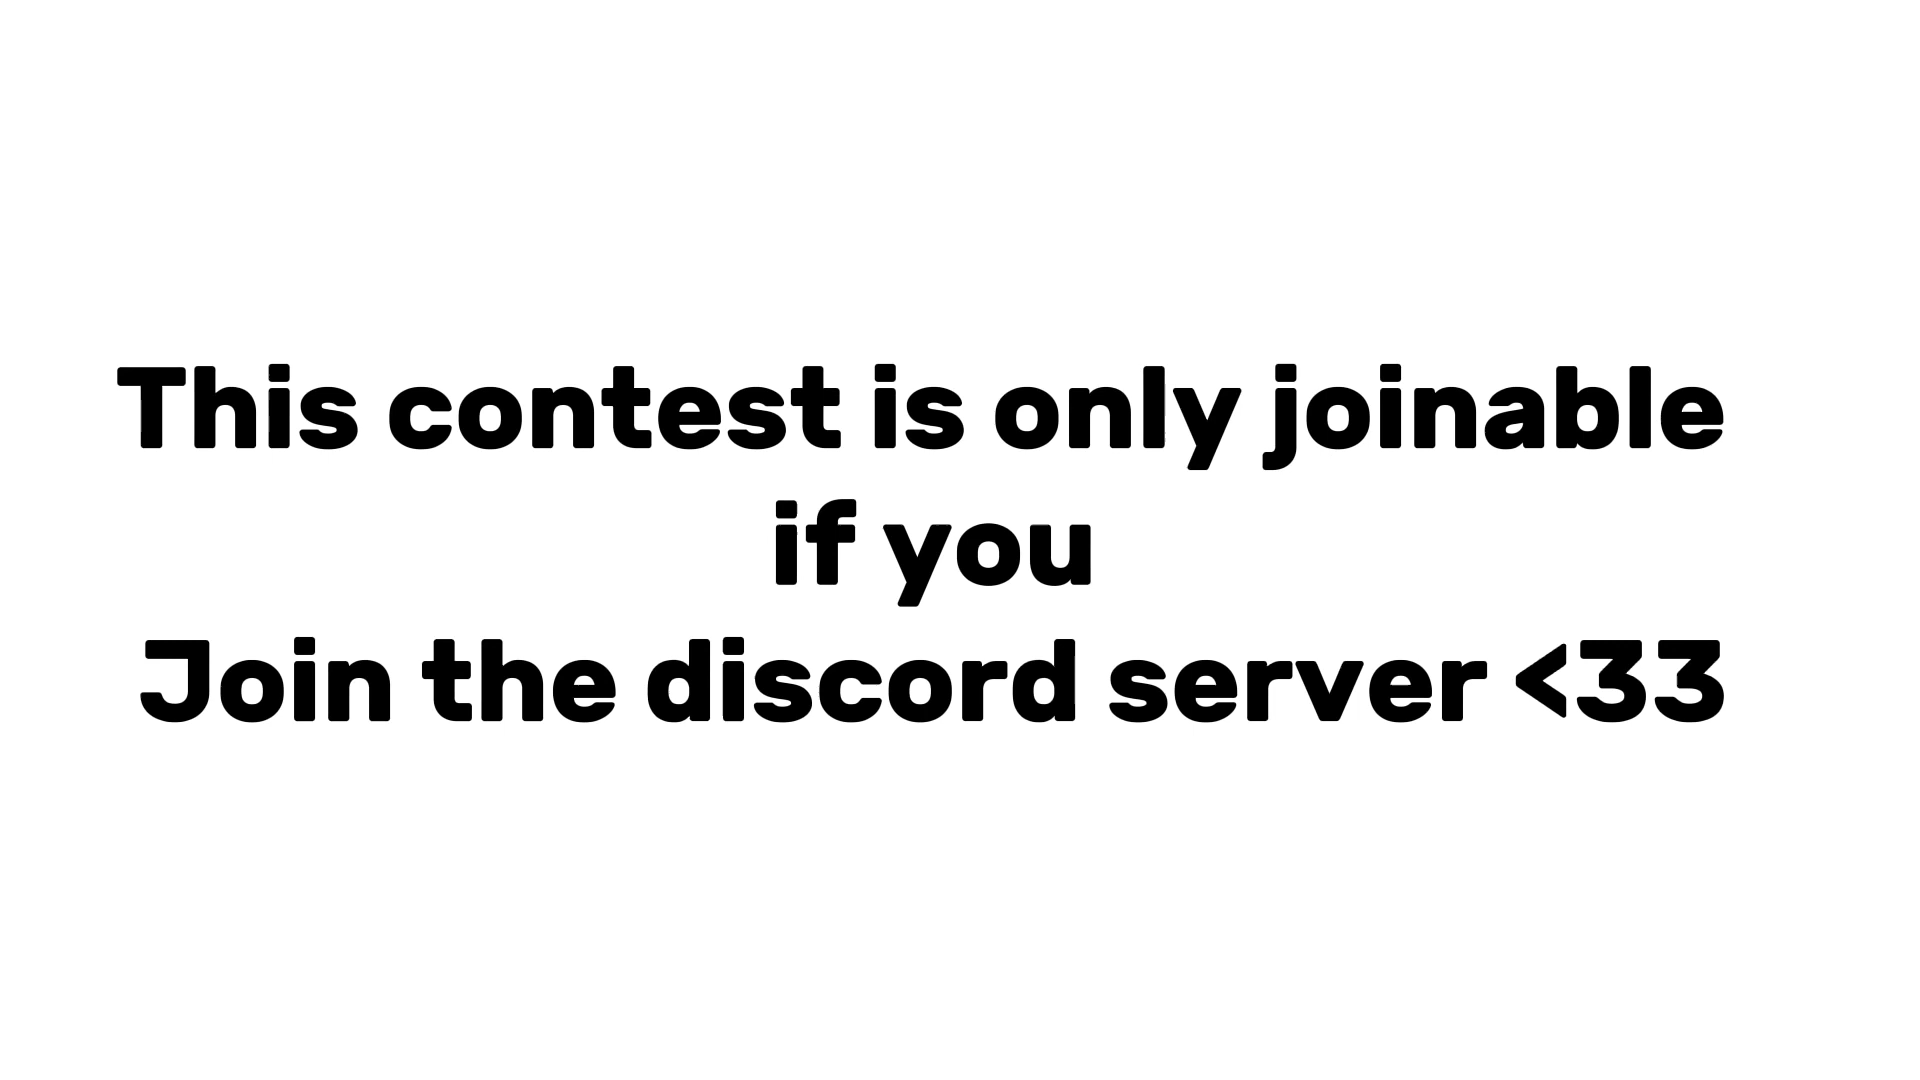 This contest is only joinable
if you
Join the discord server <33